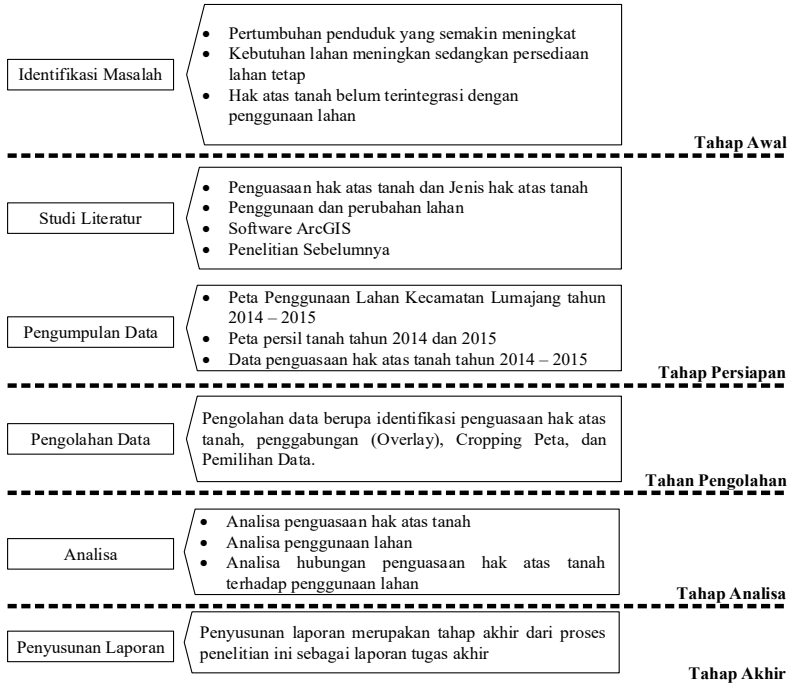 Identifikasi Masalah
• Pertumbuhan penduduk yang semakin meningkat
• Kebutuhan lahan meningkan sedangkan persediaan
lahan tetap
• Hak atas tanah belum terintegrasi dengan
penggunaan lahan
Tahap Awal
Studi Literatur
• Penguasaan hak atas tanah dan Jenis hak atas tanah
• Penggunaan dan perubahan lahan
• Software ArcGIS
• Penelitian Sebelumnya
Pengumpulan Data
• Peta Penggunaan Lahan Kecamatan Lumajang tahun
2014 – 2015
• Peta persil tanah tahun 2014 dan 2015
• Data penguasaan hak atas tanah tahun 2014 – 2015
Tahap Persiapan
Pengolahan Data
Pengolahan data berupa identifikasi penguasaan hak atas
tanah, penggabungan (Overlay), Cropping Peta, dan
Pemilihan Data.
Tahan Pengolahan
Analisa
• Analisa penguasaan hak atas tanah
• Analisa penggunaan lahan
• Analisa hubungan penguasaan hak atas tanah
terhadap penggunaan lahan
Tahap Analisa
Penyusunan Laporan
Penyusunan laporan merupakan tahap akhir dari proses
penelitian ini sebagai laporan tugas akhir
Tahap Akhir